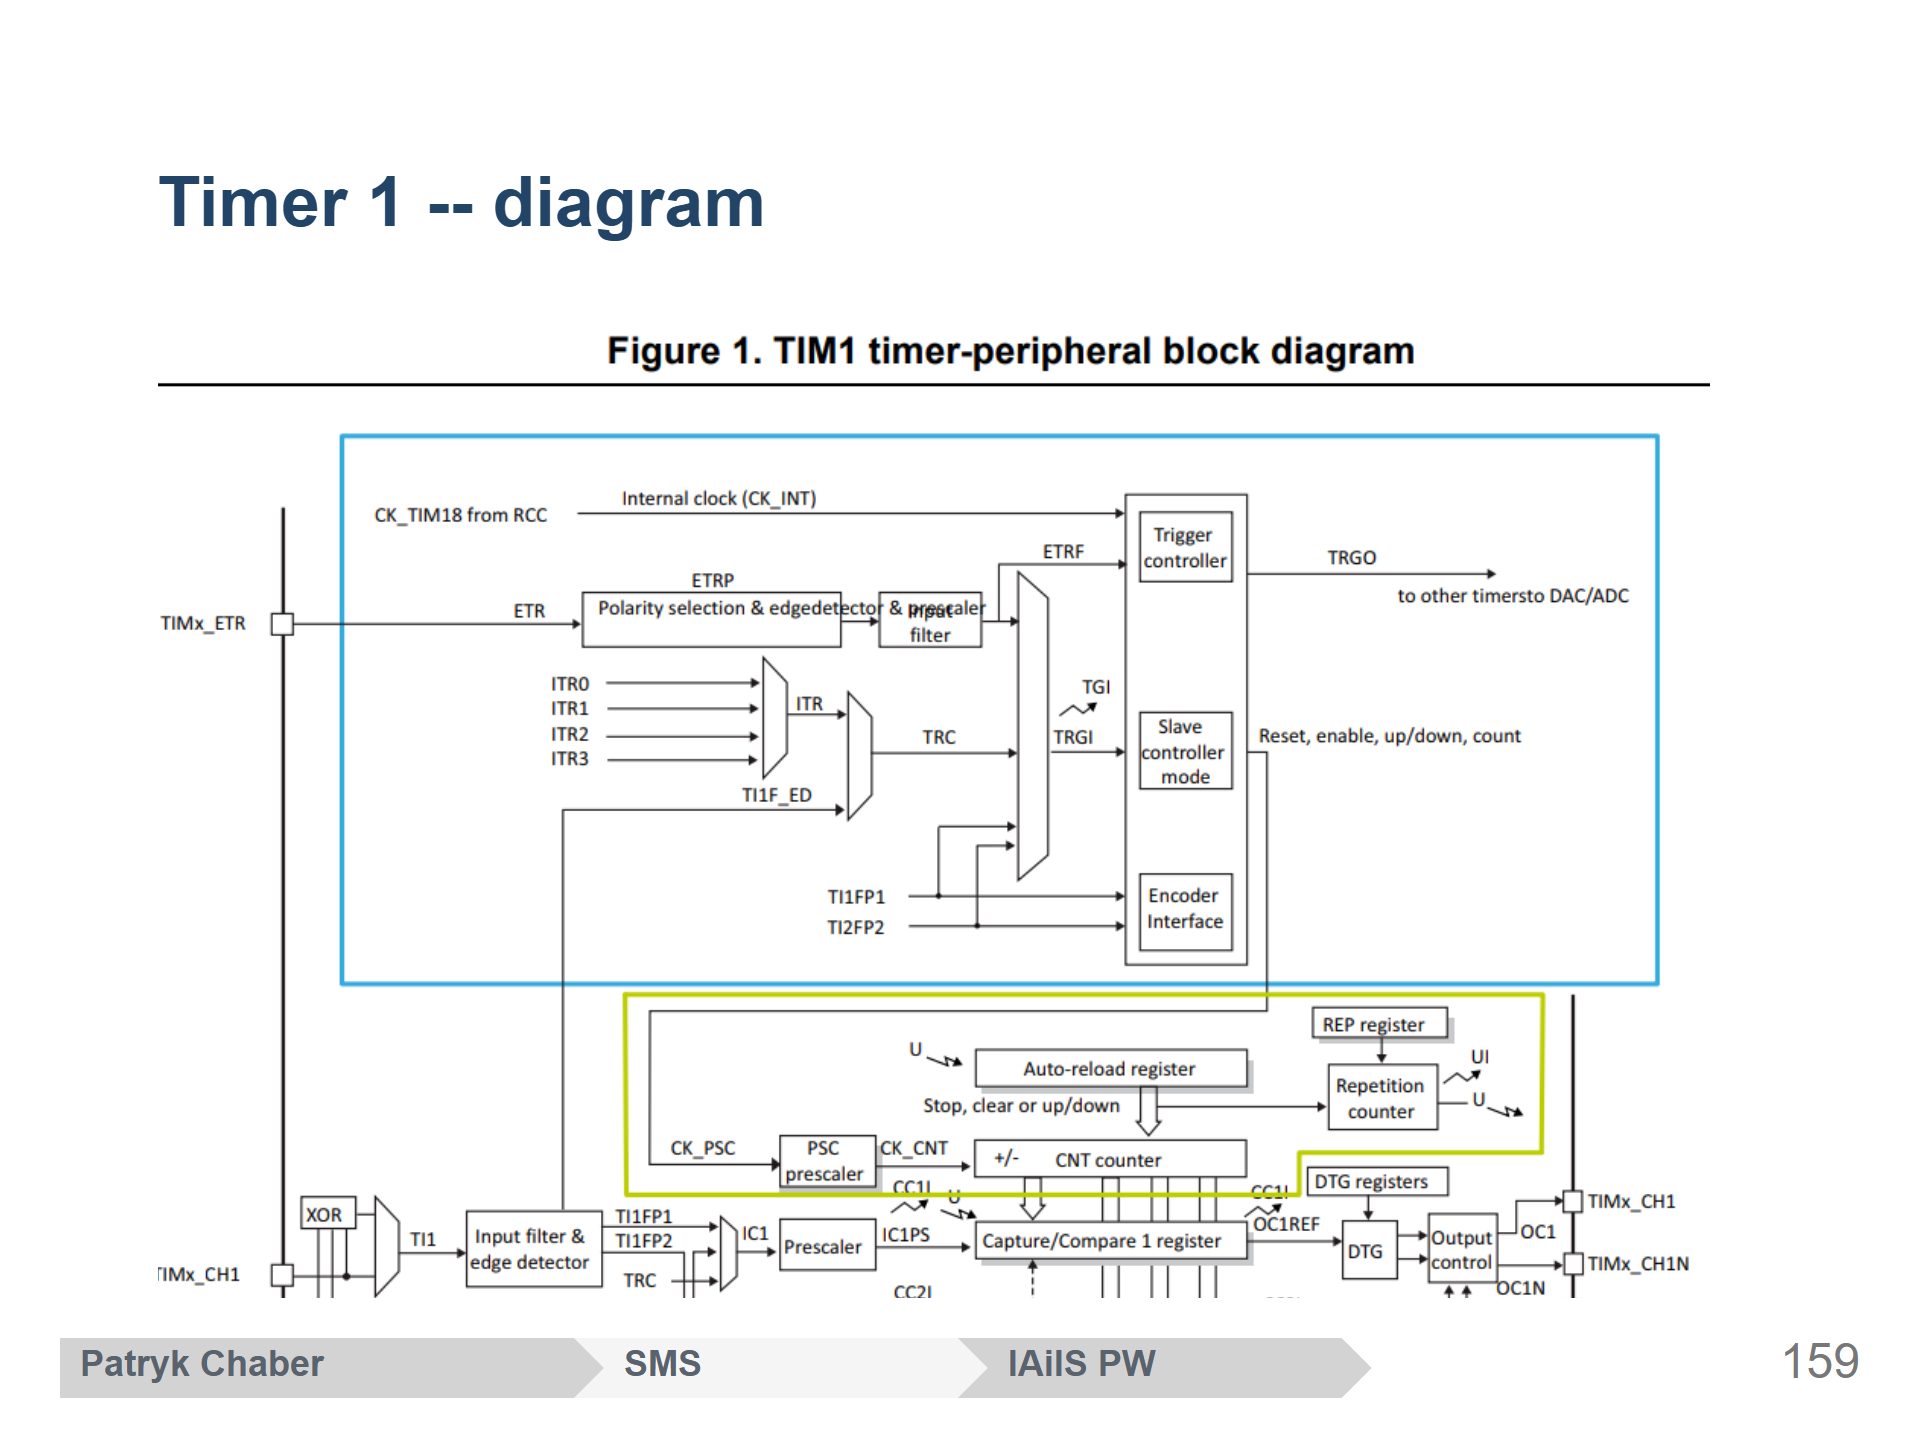 Timer 1 -- diagram
Figure 1. TIM1 timer-peripheral block diagram
Internal clock (CK_INT)
CK_TIM18 from RCC
Trigger
controller
ETRF
TRGO
ETRP
to other timersto DAC/ADC
TIMx_ETR
ETR
Polarity selection & edgedetector & prescaler
Input
filter
ITR0
ITR1
ITR2
ITR3
ITR
TGI
TRC
TRGI
Slave
controller
mode
Reset, enable, up/down, count
TI1F_ED
TI1FP1
TI2FP2
Encoder
Interface
REP register
U
Auto-reload register
UI
Repetition
counter
U
Stop, clear or up/down
CK_PSC
PSC
prescaler
CK_CNT
+/-
CNT counter
CC1I
U
CC1I
DTG registers
TIMx_CH1
XOR
TI1
Input filter &
edge detector
TI1FP1
TI1FP2
TRC
IC1
Prescaler
IC1PS
Capture/Compare 1 register
OC1REF
DTG
Output
control
OC1
TIMx_CH1N
OC1N
TIMx_CH1
CC2I
Patryk Chaber
SMS
IAiIS PW
159